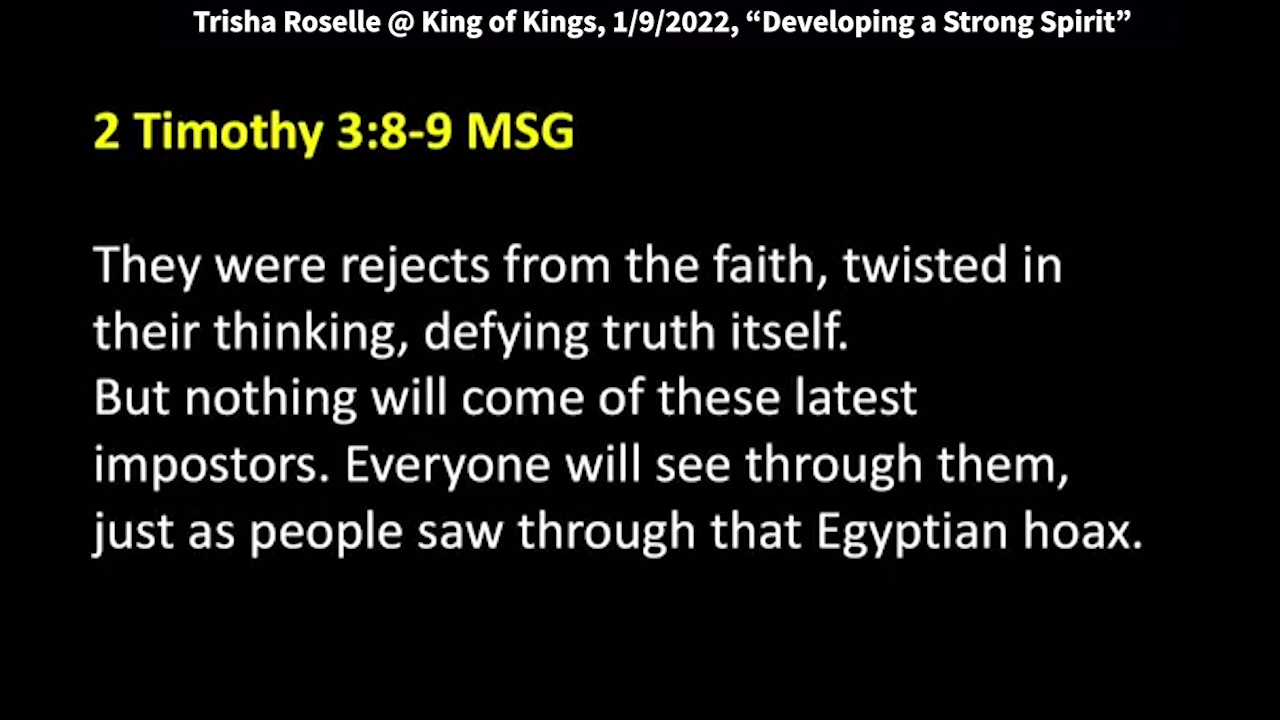 Trisha Roselle @ King of Kings, 1/9/2022, “Developing a Strong Spirit”
2 Timothy 3:8-9 MSG
They were rejects from the faith, twisted in
their thinking, defying truth itself.
But nothing will come of these latest
impostors. Everyone will see through them,
just as people saw through that Egyptian hoax.